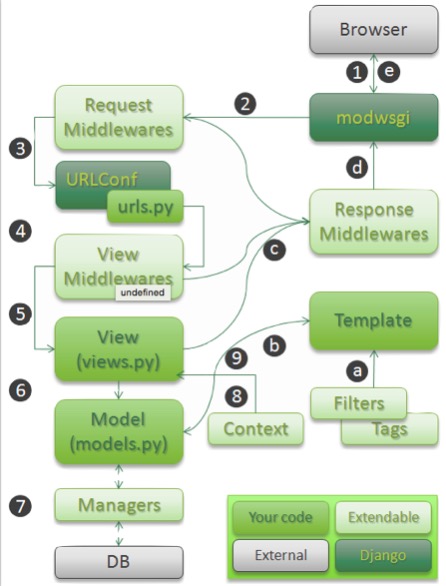 Browser
1
e
2
Request
Middlewares
modwsgi
3
d
URLConf
urls.py
Response
Middlewares
4
View
Middlewares
c
undefined
5
Template
View
(views.py)
b
9
a
6
8
Filters
Model
(models.py)
Context
Tags
7
Managers
Your code
Extendable
DB
External
Django